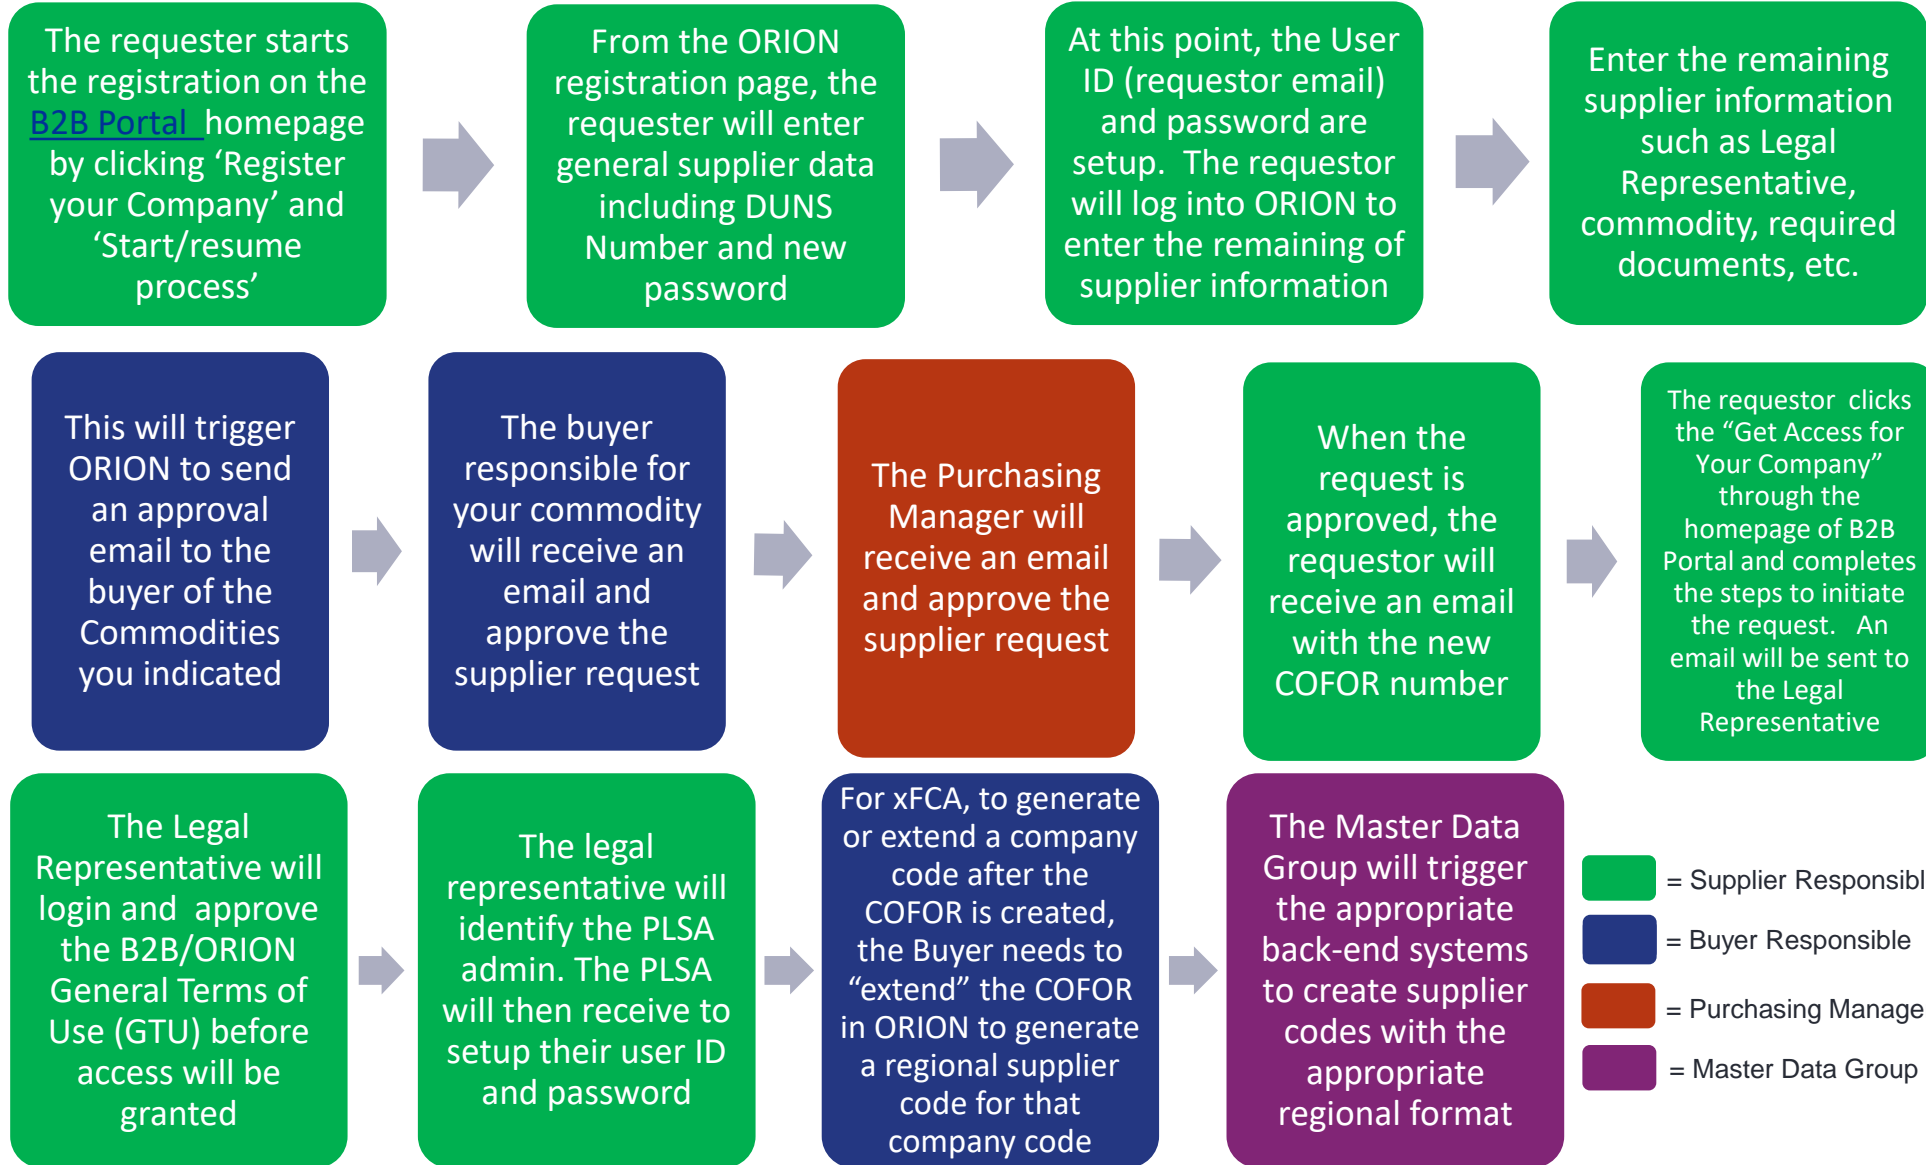 The requester starts
the registration on the
B2B Portal homepage
by clicking ‘Register
your Company’ and
‘Start/resume
process’
From the ORION
registration page, the
requester will enter
general supplier data
including DUNS
Number and new
password
At this point, the User
ID (requestor email)
and password are
setup.  The requestor
will log into ORION to
enter the remaining of
supplier information
Enter the remaining
supplier information
such as Legal
Representative,
commodity, required
documents, etc.
This will trigger
ORION to send
an approval
email to the
buyer of the
Commodities
you indicated
The buyer
responsible for
your commodity
will receive an
email and
approve the
supplier request
The Purchasing
Manager will
receive an email
and approve the
supplier request
When the
request is
approved, the
requestor will
receive an email
with the new
COFOR number
The requestor  clicks
the “Get Access for
Your Company”
through the
homepage of B2B
Portal and completes
the steps to initiate
the request.   An
email will be sent to
the Legal
Representative
The Legal
Representative will
login and  approve
the B2B/ORION
General Terms of
Use (GTU) before
access will be
granted
The legal
representative will
identify the PLSA
admin. The PLSA
will then receive to
setup their user ID
and password
For xFCA, to generate
or extend a company
code after the
COFOR is created,
the Buyer needs to
“extend” the COFOR
in ORION to generate
a regional supplier
code for that
company code
The Master Data
Group will trigger
the appropriate
back-end systems
to create supplier
codes with the
appropriate
regional format
= Supplier Responsibl
= Buyer Responsible
= Purchasing Manage
= Master Data Group